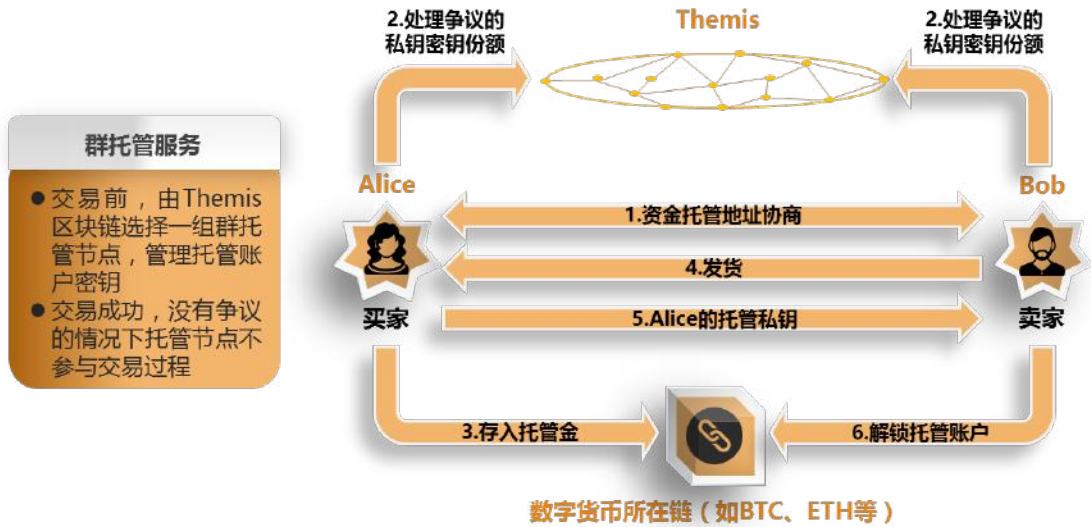 2.处理争议的
私钥密钥份额
Themis
2.处理争议的
私钥密钥份额
群托管服务
● 交易前，由Themis
区块链选择一组群托
管节点，管理托管账
户密钥
● 交易成功，没有争议
的情况下托管节点不
参与交易过程
Alice
Bob
1.资金托管地址协商
4.发货
5.Alice的托管私钥
买家
卖家
3.存入托管金
6.解锁托管账户
数字货币所在链（如BTC、ETH等）